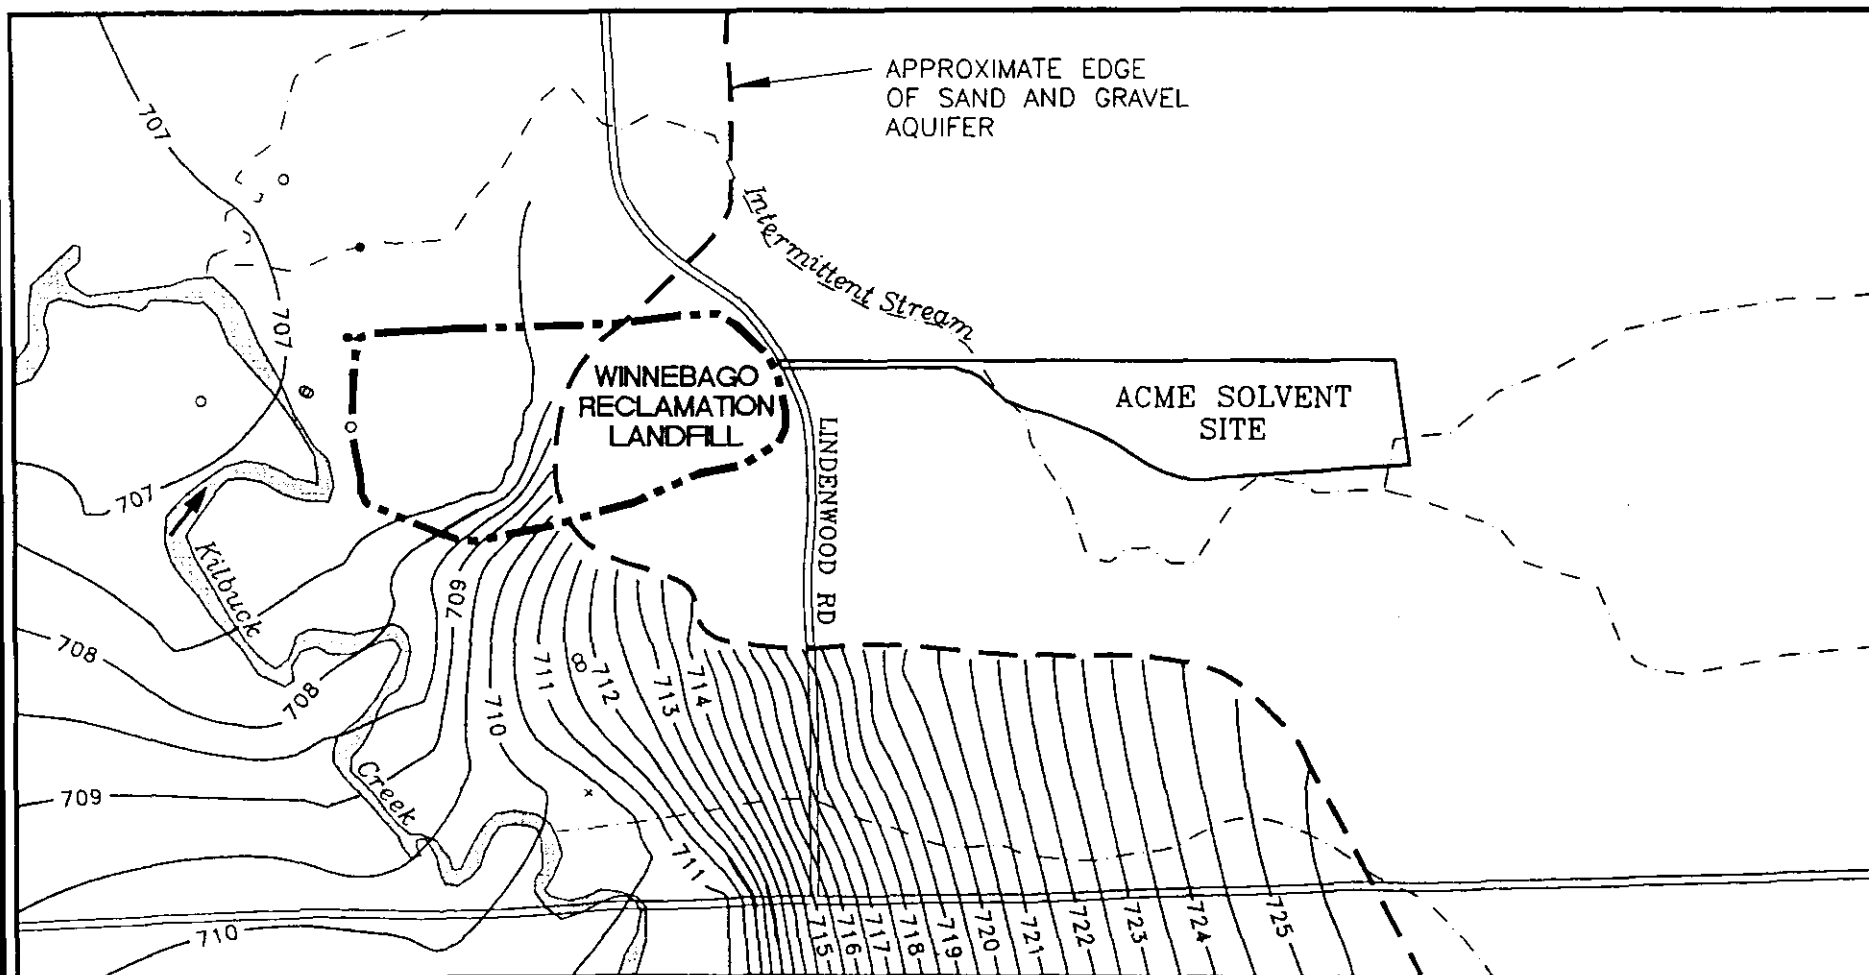 APPROXIMATE EDGE
OF SAND AND GRAVEL
AQUIFER
707
Intermittent Stream
707
WINNEBAGO
RECLAMATION
LANDFILL
ACME SOLVENT
SITE
LINDENWOOD RD
707
Kilbuck
Creek
709
708
708
711
712
713
714
710
709
711
710
715
716
717
718
719
720
721
722
723
724
725